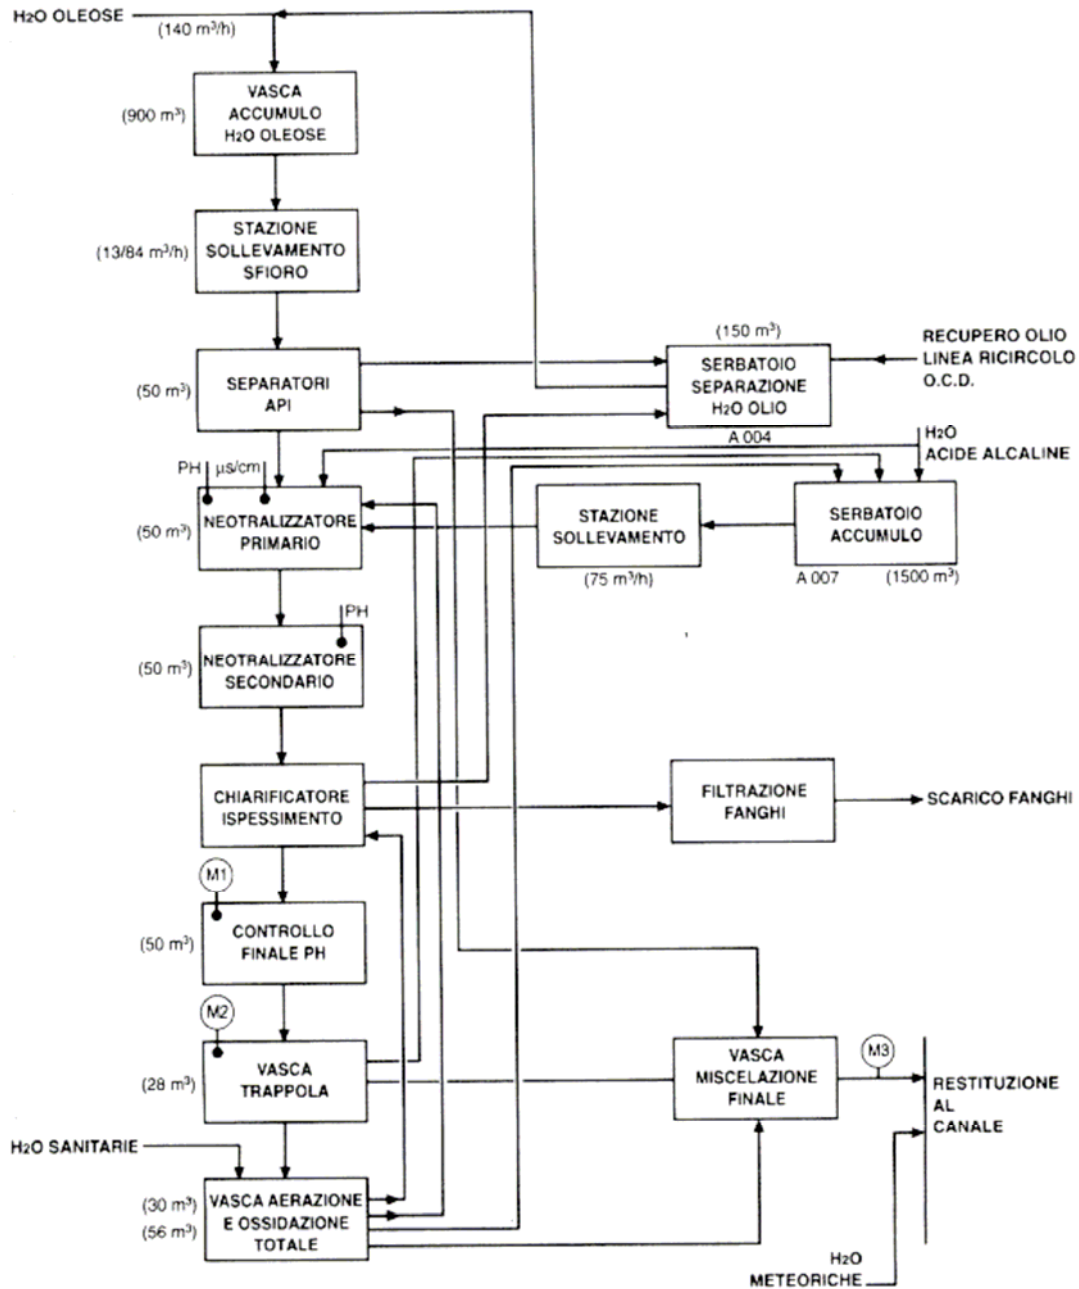 H2O OLEOSE
(140 m³/h)
(900 m³)
VASCA
ACCUMULO
H2O OLEOSE
(13/84 m³/h)
STAZIONE
SOLLEVAMENTO
SFIORO
(50 m³)
SEPARATORI
API
(150 m³)
SERBATOIO
SEPARAZIONE
H2O OLIO
A 004
RECUPERO OLIO
LINEA RICIRCOLO
O.C.D.
H2O
ACIDE ALCALINE
PH
µs/cm
(50 m³)
NEOTRALIZZATORE
PRIMARIO
STAZIONE
SOLLEVAMENTO
(75 m³/h)
SERBATOIO
ACCUMULO
A 007
(1500 m³)
PH
(50 m³)
NEOTRALIZZATORE
SECONDARIO
CHIARIFICATORE
ISPESSIMENTO
FILTRAZIONE
FANGHI
SCARICO FANGHI
M1
(50 m³)
CONTROLLO
FINALE PH
M2
(28 m³)
VASCA
TRAPPOLA
VASCA
MISCELAZIONE
FINALE
M3
RESTITUZIONE
AL
CANALE
H2O SANITARIE
(30 m³)
(56 m³)
VASCA AERAZIONE
E OSSIDAZIONE
TOTALE
H2O
METEORICHE